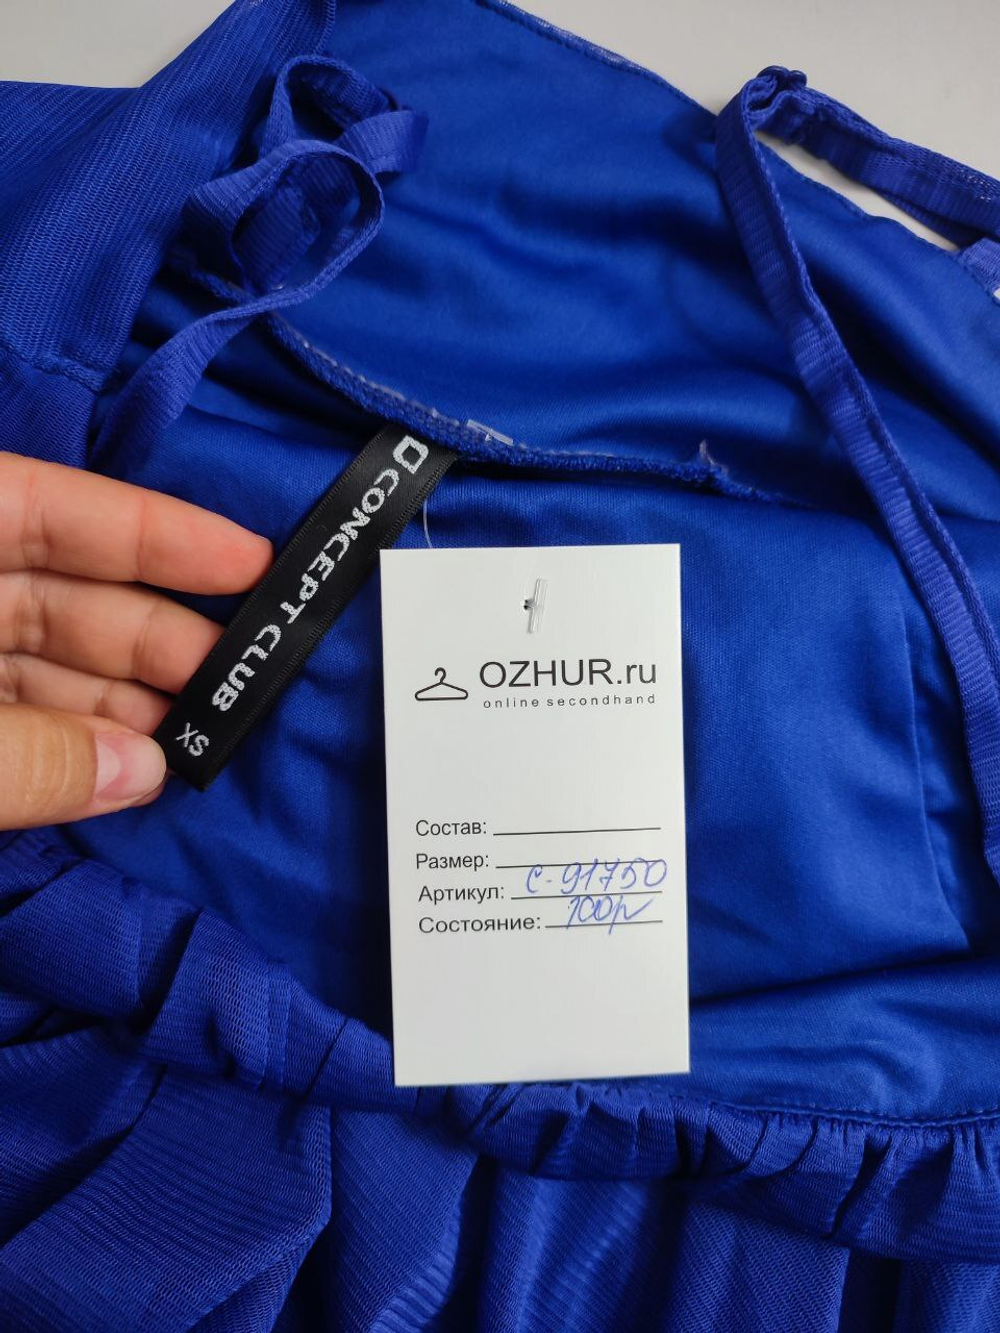 CONCEPT CLUB
XS
OZHUR.ru
online secondhand
Состав:
Размер:
Артикул: С-91750
Состояние: 100р